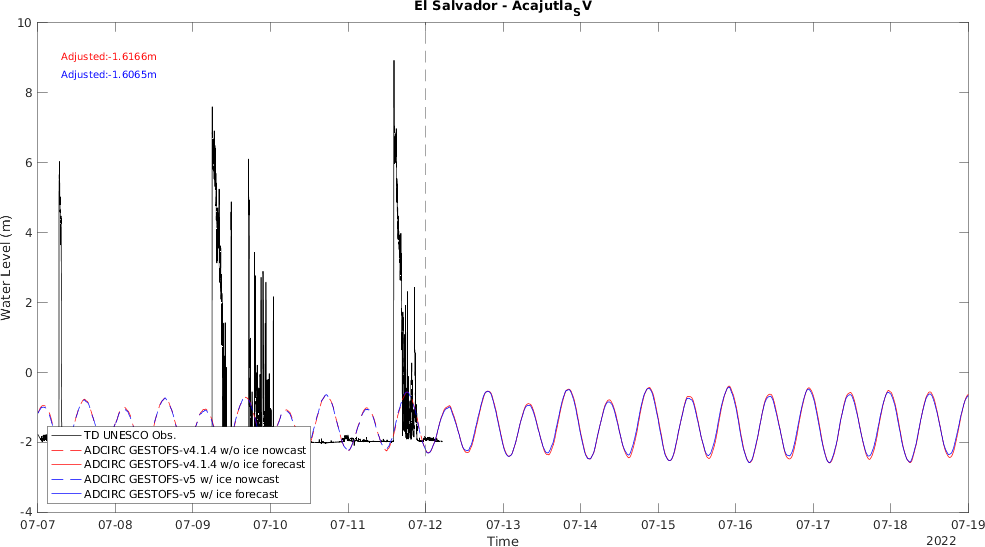 El Salvador - AcajutlaSV
Adjusted:-1.6166m
Adjusted:-1.6065m
10
8
6
4
2
0
-2
-4
Water Level (m)
TD UNESCO Obs.
ADCIRC GESTOFS-v4.1.4 w/o ice nowcast
ADCIRC GESTOFS-v4.1.4 w/o ice forecast
ADCIRC GESTOFS-v5 w/ ice nowcast
ADCIRC GESTOFS-v5 w/ ice forecast
07-07 07-08 07-09 07-10 07-11 07-12 07-13 07-14 07-15 07-16 07-17 07-18 07-19
Time
2022